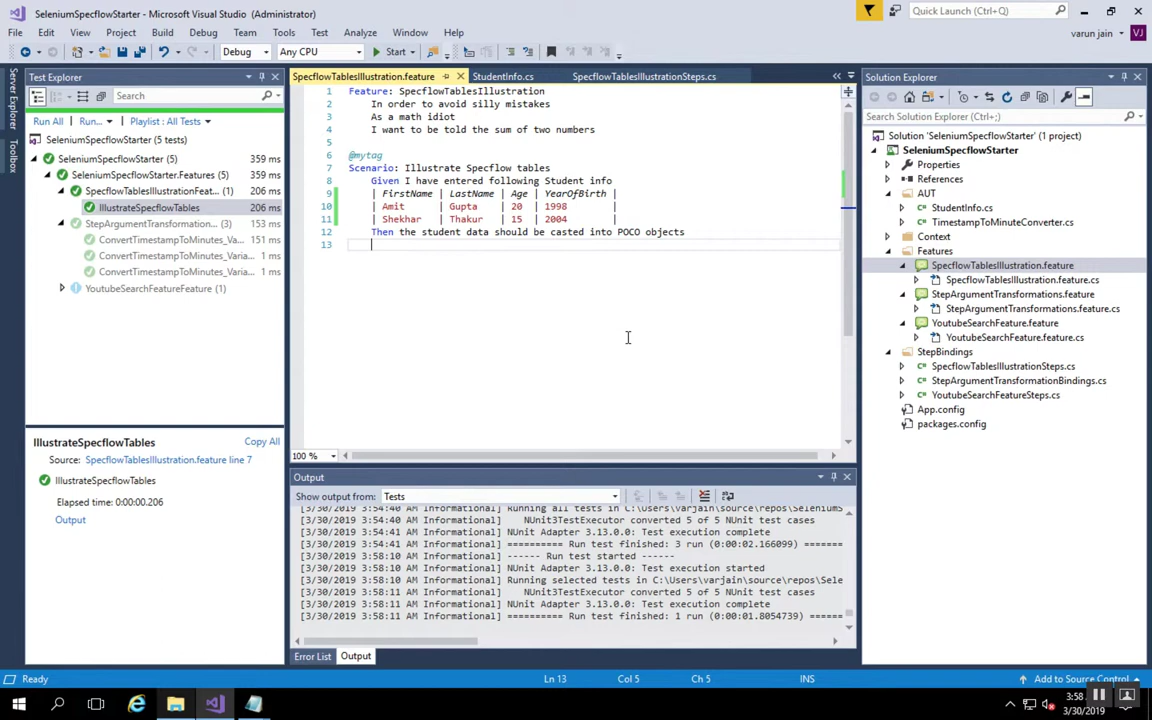 SeleniumSpecflowStarter - Microsoft Visual Studio (Administrator)
Quick Launch (Ctrl+Q)
File Edit View Project Build Debug Team Tools Test Analyze Window Help
varun jain VJ
Debug Any CPU Start
Server Explorer
Toolbox
Test Explorer
Search
Run All Run... Playlist : All Tests
SeleniumSpecflowStarter (5 tests)
SeleniumSpecflowStarter (5) 359 ms
SeleniumSpecflowStarter.Features (5) 359 ms
SpecflowTablesIllustrationFeat... (1) 206 ms
IllustrateSpecflowTables 206 ms
StepArgumentTransformation... (3) 153 ms
ConvertTimestampToMinutes_Varia... 151 ms
ConvertTimestampToMinutes_Varia... 1 ms
ConvertTimestampToMinutes_Varia... 1 ms
YoutubeSearchFeatureFeature (1)
IllustrateSpecflowTables
Copy All
Source: SpecflowTablesIllustration.feature line 7
IllustrateSpecflowTables
Elapsed time: 0:00:00.206
Output
SpecflowTablesIllustration.feature StudentInfo.cs SpecflowTablesIllustrationSteps.cs
1 Feature: SpecflowTablesIllustration
2 In order to avoid silly mistakes
3 As a math idiot
4 I want to be told the sum of two numbers
5
6 @mytag
7 Scenario: Illustrate Specflow tables
8 Given I have entered following Student info
9 | FirstName | LastName | Age | YearOfBirth |
10 | Amit | Gupta | 20 | 1998 |
11 | Shekhar | Thakur | 15 | 2004 |
12 Then the student data should be casted into POCO objects
13
100 %
Output
Show output from: Tests
[3/30/2019 3:54:40 AM Informational] Running all tests in C:\Users\varjain\source\repos\SeleniumS
[3/30/2019 3:54:40 AM Informational] NUnit3TestExecutor converted 5 of 5 NUnit test cases
[3/30/2019 3:54:41 AM Informational] NUnit Adapter 3.13.0.0: Test execution complete
[3/30/2019 3:54:41 AM Informational] ========== Run test finished: 3 run (0:00:02.166099) =======
[3/30/2019 3:58:10 AM Informational] ------ Run test started ------
[3/30/2019 3:58:10 AM Informational] NUnit Adapter 3.13.0.0: Test execution started
[3/30/2019 3:58:10 AM Informational] Running selected tests in C:\Users\varjain\source\repos\Sele
[3/30/2019 3:58:11 AM Informational] NUnit3TestExecutor converted 5 of 5 NUnit test cases
[3/30/2019 3:58:11 AM Informational] NUnit Adapter 3.13.0.0: Test execution complete
[3/30/2019 3:58:11 AM Informational] ========== Run test finished: 1 run (0:00:01.8054739) ======
Error List Output
Solution Explorer
Search Solution Explorer (Ctrl+;)
Solution 'SeleniumSpecflowStarter' (1 project)
SeleniumSpecflowStarter
Properties
References
AUT
StudentInfo.cs
TimestampToMinuteConverter.cs
Context
Features
SpecflowTablesIllustration.feature
SpecflowTablesIllustration.feature.cs
StepArgumentTransformations.feature
StepArgumentTransformations.feature.cs
YoutubeSearchFeature.feature
YoutubeSearchFeature.feature.cs
StepBindings
SpecflowTablesIllustrationSteps.cs
StepArgumentTransformationBindings.cs
YoutubeSearchFeatureSteps.cs
App.config
packages.config
Ready Ln 13 Col 5 Ch 5 INS Add to Source Control
3:58
3/30/2019